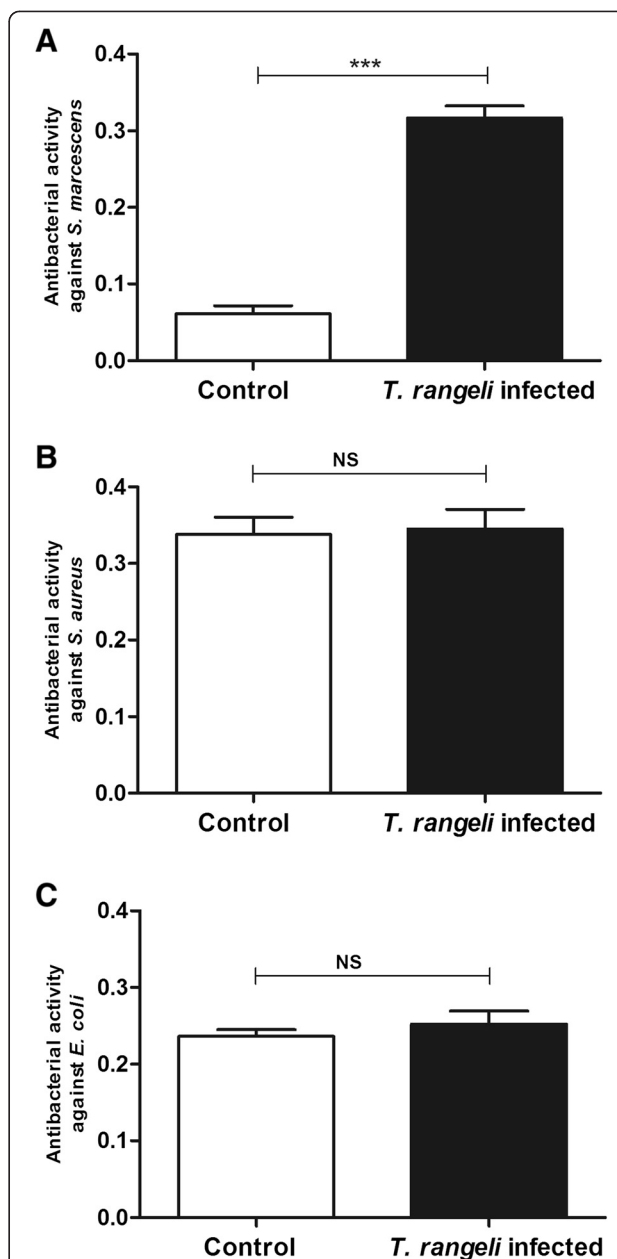 A
Antibacterial activity
against S. marcescens
0.4
0.3
0.2
0.1
0.0
***
Control
T. rangeli infected
B
Antibacterial activity
against S. aureus
0.4
0.3
0.2
0.1
0.0
NS
Control
T. rangeli infected
C
Antibacterial activity
against E. coli
0.4
0.3
0.2
0.1
0.0
NS
Control
T. rangeli infected